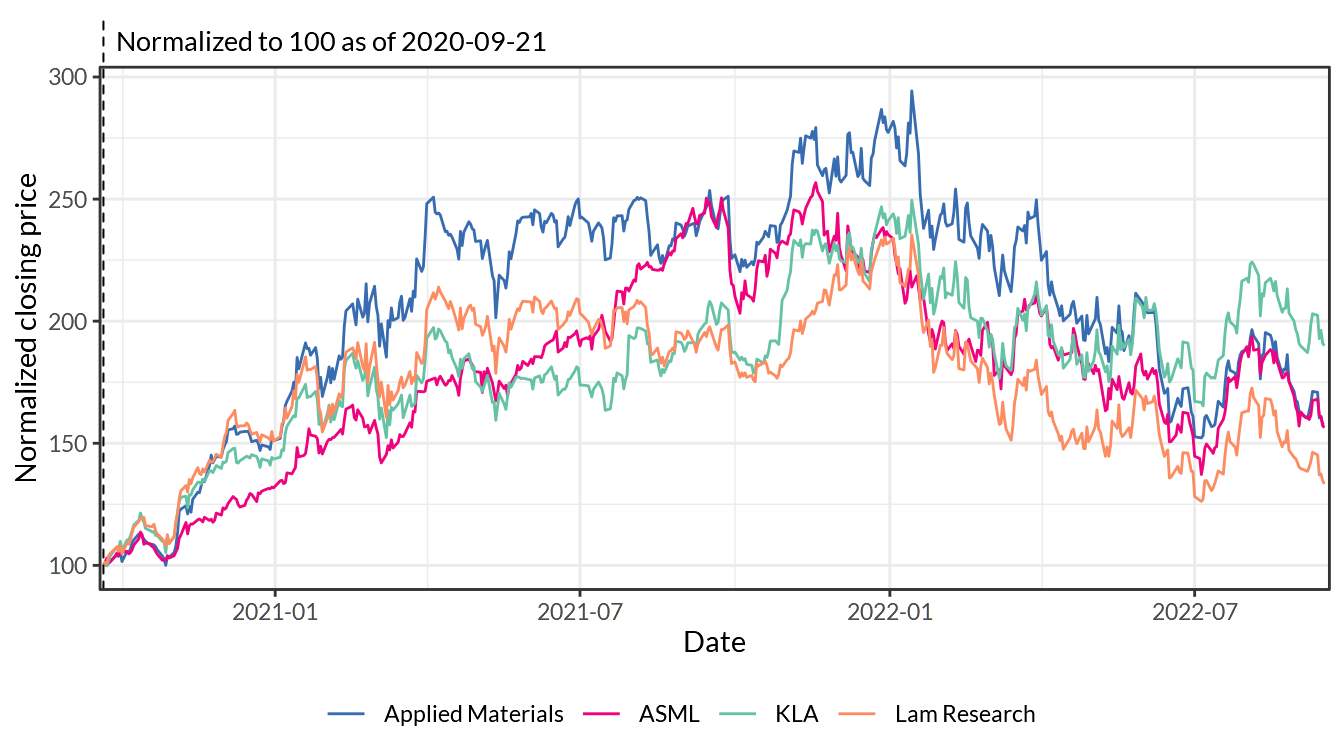 Normalized to 100 as of 2020-09-21
Normalized closing price
300
250
200
150
100
2021-01
2021-07
2022-01
2022-07
Date
Applied Materials
ASML
KLA
Lam Research